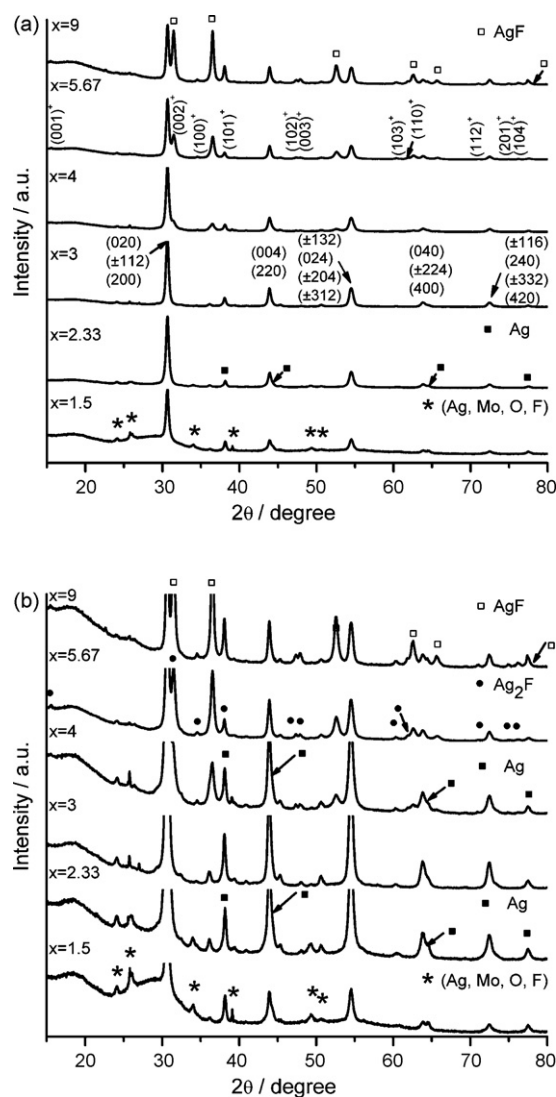 (a)
x=9
□ AgF
x=5.67
(001)⁺
(002)⁺
(100)⁺
(101)⁺
(102)⁺
(003)⁺
(103)⁺
(110)⁺
(112)⁺
(201)⁺
(104)⁺
x=4
(020)
(±112)
(200)
(004)
(220)
(±132)
(024)
(±204)
(±312)
(040)
(±224)
(400)
(±116)
(240)
(±332)
(420)
x=3
■ Ag
x=2.33
* (Ag, Mo, O, F)
x=1.5
Intensity / a.u.
20 30 40 50 60 70 80
2θ / degree
(b)
x=9
□ AgF
x=5.67
● Ag₂F
x=4
■ Ag
x=3
x=2.33
■ Ag
x=1.5
* (Ag, Mo, O, F)
Intensity / a.u.
20 30 40 50 60 70 80
2θ / degree